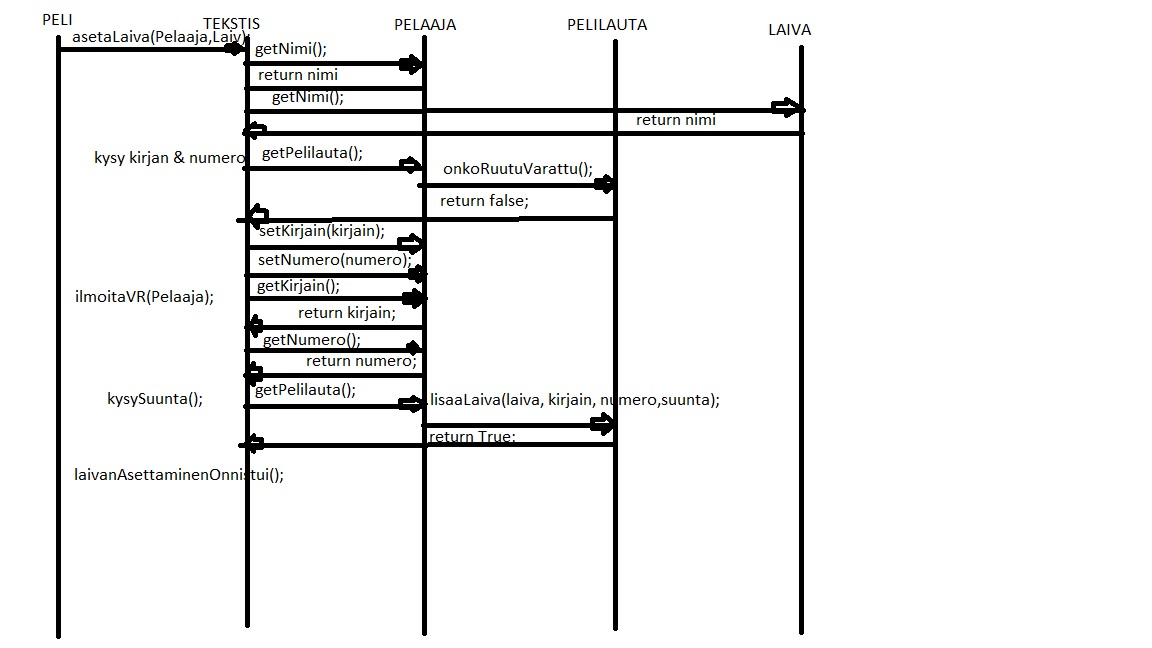 PELI
TEKSTIS
PELAAJA
PELILAUTA
LAIVA
asetaLaiva(Pelaaja,Laiv);
getNimi();
return nimi
getNimi();
return nimi
kysy kirjan & numero
getPelilauta();
onkoRuutuVarattu();
return false;
setKirjain(kirjain);
setNumero(numero);
getKirjain();
ilmoitaVR(Pelaaja);
return kirjain;
getNumero();
return numero;
getPelilauta();
kysySuunta();
lisaaLaiva(laiva, kirjain, numero,suunta);
return True;
laivanAsettaminenOnnistui();